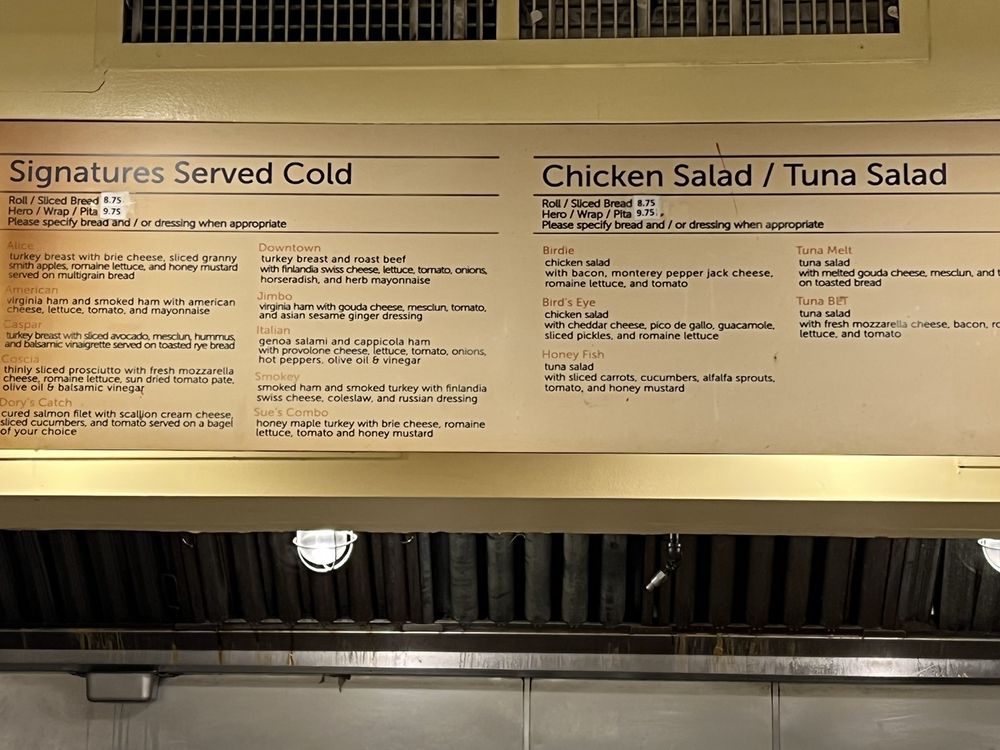 Signatures Served Cold
Roll / Sliced Bread 8.75
Hero / Wrap / Pita 9.75
Please specify bread and / or dressing when appropriate
Alice
turkey breast with brie cheese, sliced granny
smith apples, romaine lettuce, and honey mustard
served on multigrain bread
American
virginia ham and smoked ham with american
cheese, lettuce, tomato, and mayonnaise
Caspar
turkey breast with sliced avocado, mesclun, hummus,
and balsamic vinaigrette served on toasted rye bread
Coscia
thinly sliced prosciutto with fresh mozzarella
cheese, romaine lettuce, sun dried tomato pate,
olive oil & balsamic vinegar
Dory's Catch
cured salmon filet with scallion cream cheese,
sliced cucumbers, and tomato served on a bagel
of your choice
Downtown
turkey breast and roast beef
with finlandia swiss cheese, lettuce, tomato, onions,
horseradish, and herb mayonnaise
Jimbo
virginia ham with gouda cheese, mesclun, tomato,
and asian sesame ginger dressing
Italian
genoa salami and cappicola ham
with provolone cheese, lettuce, tomato, onions,
hot peppers, olive oil & vinegar
Smokey
smoked ham and smoked turkey with finlandia
swiss cheese, coleslaw, and russian dressing
Sue's Combo
honey maple turkey with brie cheese, romaine
lettuce, tomato and honey mustard
Chicken Salad / Tuna Salad
Roll / Sliced Bread 8.75
Hero / Wrap / Pita 9.75
Please specify bread and / or dressing when appropriate
Birdie
chicken salad
with bacon, monterey pepper jack cheese,
romaine lettuce, and tomato
Bird's Eye
chicken salad
with cheddar cheese, pico de gallo, guacamole,
sliced pickles, and romaine lettuce
Honey Fish
tuna salad
with sliced carrots, cucumbers, alfalfa sprouts,
tomato, and honey mustard
Tuna Melt
tuna salad
with melted gouda cheese, mesclun, and
on toasted bread
Tuna BLT
tuna salad
with fresh mozzarella cheese, bacon,
lettuce, and tomato